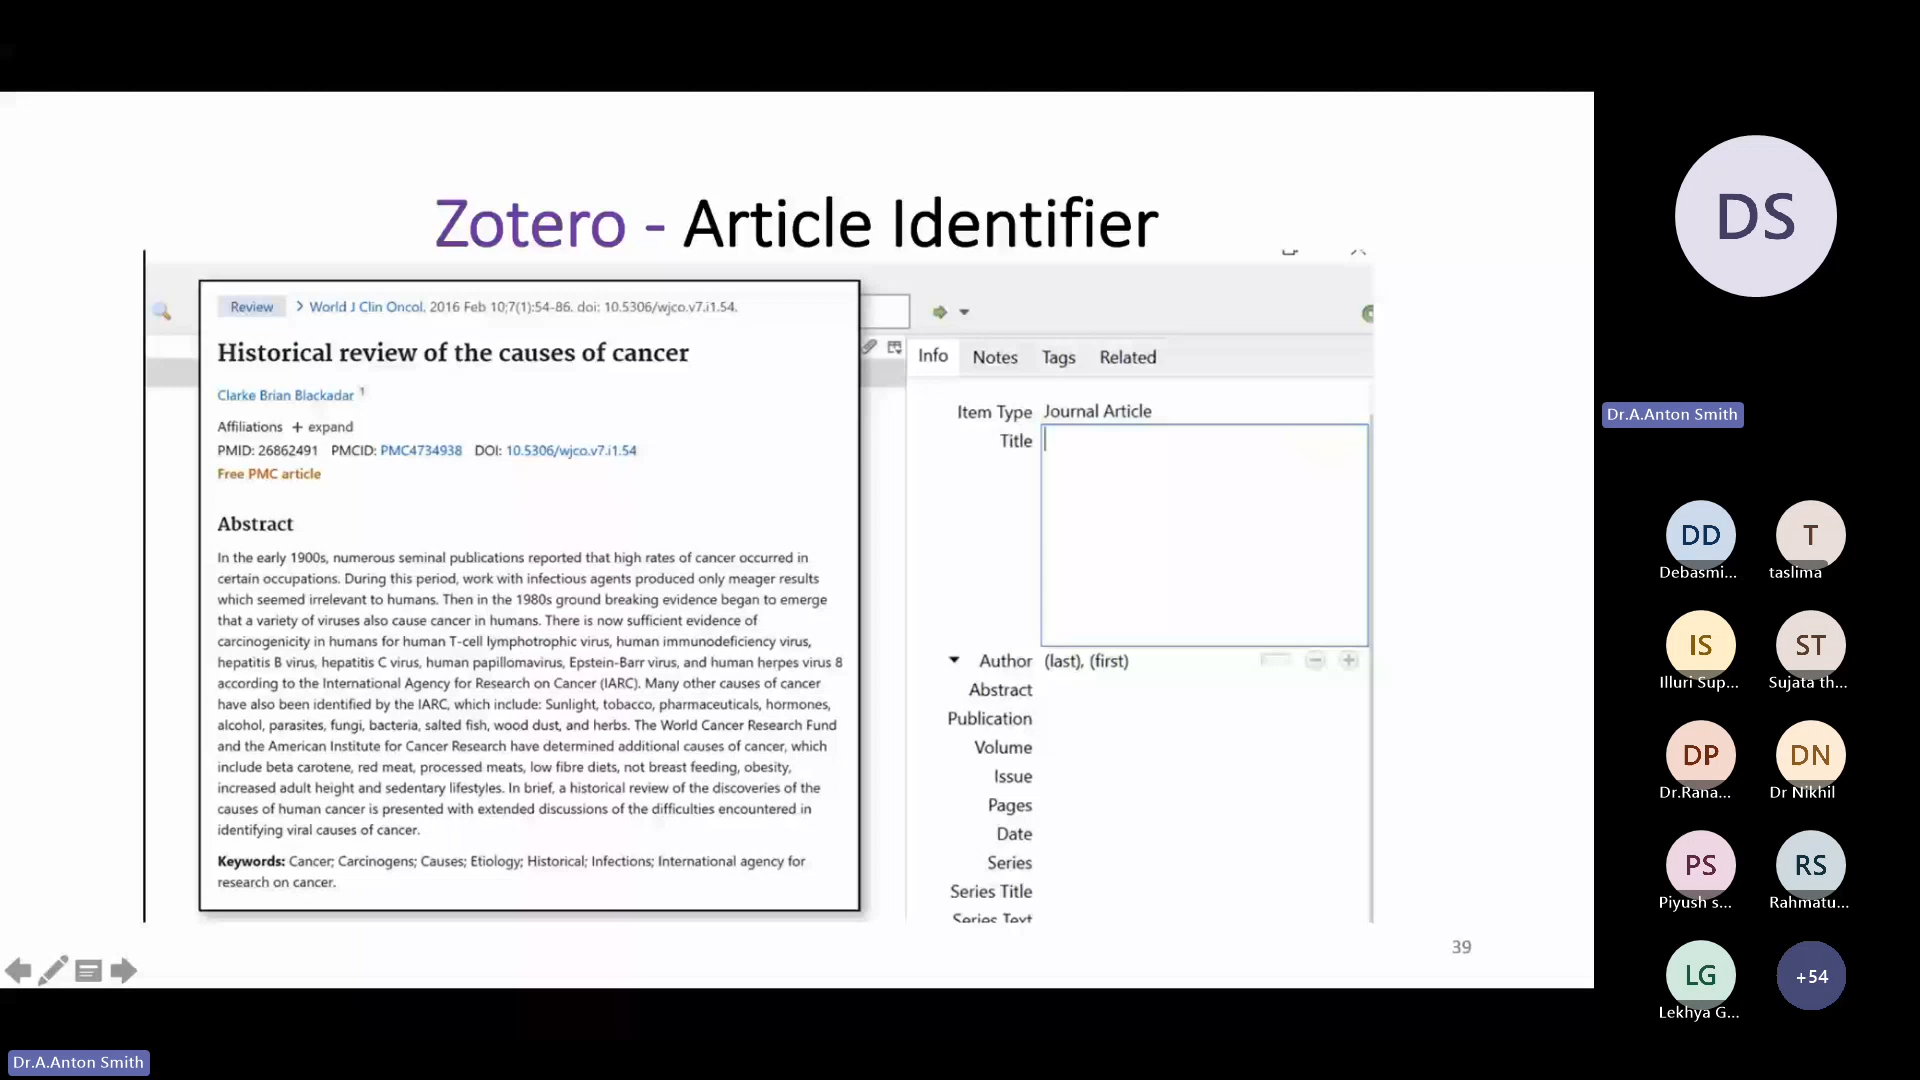 Zotero - Article Identifier
Review > World J Clin Oncol. 2016 Feb 10;7(1):54-86. doi: 10.5306/wjco.v7.i1.54.
Historical review of the causes of cancer
Clarke Brian Blackadar 1
Affiliations + expand
PMID: 26862491 PMCID: PMC4734938 DOI: 10.5306/wjco.v7.i1.54
Free PMC article
Abstract
In the early 1900s, numerous seminal publications reported that high rates of cancer occurred in
certain occupations. During this period, work with infectious agents produced only meager results
which seemed irrelevant to humans. Then in the 1980s ground breaking evidence began to emerge
that a variety of viruses also cause cancer in humans. There is now sufficient evidence of
carcinogenicity in humans for human T-cell lymphotrophic virus, human immunodeficiency virus,
hepatitis B virus, hepatitis C virus, human papillomavirus, Epstein-Barr virus, and human herpes virus 8
according to the International Agency for Research on Cancer (IARC). Many other causes of cancer
have also been identified by the IARC, which include: Sunlight, tobacco, pharmaceuticals, hormones,
alcohol, parasites, fungi, bacteria, salted fish, wood dust, and herbs. The World Cancer Research Fund
and the American Institute for Cancer Research have determined additional causes of cancer, which
include beta carotene, red meat, processed meats, low fibre diets, not breast feeding, obesity,
increased adult height and sedentary lifestyles. In brief, a historical review of the discoveries of the
causes of human cancer is presented with extended discussions of the difficulties encountered in
identifying viral causes of cancer.
Keywords: Cancer; Carcinogens; Causes; Etiology; Historical; Infections; International agency for
research on cancer.
Info Notes Tags Related
Item Type Journal Article
Title
Author (last), (first)
Abstract
Publication
Volume
Issue
Pages
Date
Series
Series Title
Series Text
39
DS
Dr.A.Anton Smith
DD T
Debasmi... taslima
IS ST
Illuri Sup... Sujata th...
DP DN
Dr.Rana... Dr Nikhil
PS RS
Piyush s... Rahmatu...
LG +54
Lekhya G...
Dr.A.Anton Smith